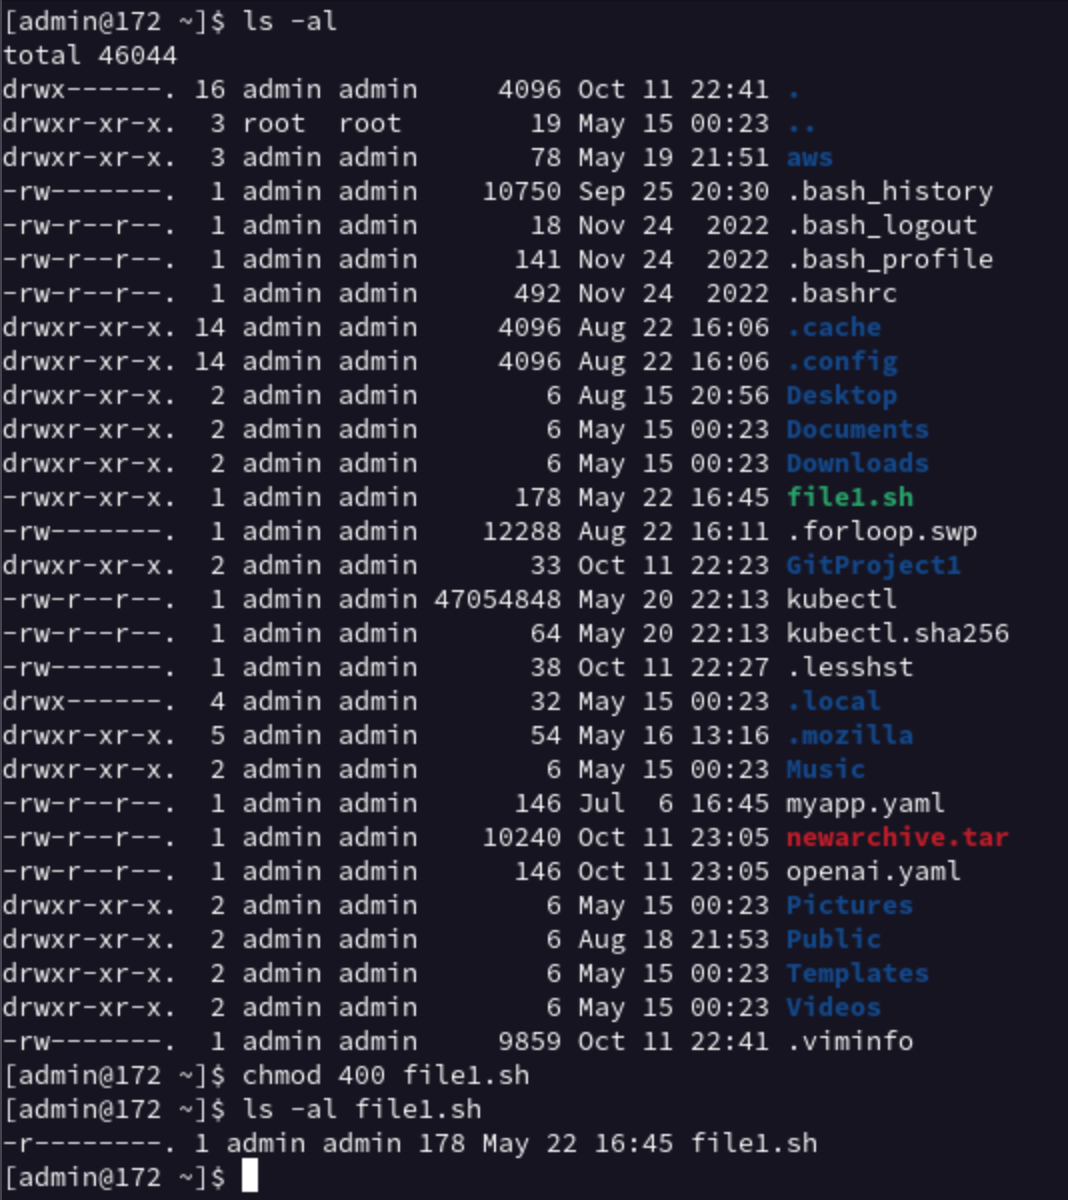 [admin@172 ~]$ ls -al
total 46044
drwx------. 16 admin admin     4096 Oct 11 22:41 .
drwxr-xr-x.  3 root  root        19 May 15 00:23 ..
drwxr-xr-x.  3 admin admin       78 May 19 21:51 aws
-rw-------.  1 admin admin    10750 Sep 25 20:30 .bash_history
-rw-r--r--.  1 admin admin       18 Nov 24  2022 .bash_logout
-rw-r--r--.  1 admin admin      141 Nov 24  2022 .bash_profile
-rw-r--r--.  1 admin admin      492 Nov 24  2022 .bashrc
drwxr-xr-x. 14 admin admin     4096 Aug 22 16:06 .cache
drwxr-xr-x. 14 admin admin     4096 Aug 22 16:06 .config
drwxr-xr-x.  2 admin admin        6 Aug 15 20:56 Desktop
drwxr-xr-x.  2 admin admin        6 May 15 00:23 Documents
drwxr-xr-x.  2 admin admin        6 May 15 00:23 Downloads
-rwxr-xr-x.  1 admin admin      178 May 22 16:45 file1.sh
-rw-------.  1 admin admin    12288 Aug 22 16:11 .forloop.swp
drwxr-xr-x.  2 admin admin       33 Oct 11 22:23 GitProject1
-rw-r--r--.  1 admin admin 47054848 May 20 22:13 kubectl
-rw-r--r--.  1 admin admin       64 May 20 22:13 kubectl.sha256
-rw-------.  1 admin admin       38 Oct 11 22:27 .lesshst
drwx------.  4 admin admin       32 May 15 00:23 .local
drwxr-xr-x.  5 admin admin       54 May 16 13:16 .mozilla
drwxr-xr-x.  2 admin admin        6 May 15 00:23 Music
-rw-r--r--.  1 admin admin      146 Jul  6 16:45 myapp.yaml
-rw-r--r--.  1 admin admin    10240 Oct 11 23:05 newarchive.tar
-rw-r--r--.  1 admin admin      146 Oct 11 23:05 openai.yaml
drwxr-xr-x.  2 admin admin        6 May 15 00:23 Pictures
drwxr-xr-x.  2 admin admin        6 Aug 18 21:53 Public
drwxr-xr-x.  2 admin admin        6 May 15 00:23 Templates
drwxr-xr-x.  2 admin admin        6 May 15 00:23 Videos
-rw-------.  1 admin admin     9859 Oct 11 22:41 .viminfo
[admin@172 ~]$ chmod 400 file1.sh
[admin@172 ~]$ ls -al file1.sh
-r--------. 1 admin admin 178 May 22 16:45 file1.sh
[admin@172 ~]$